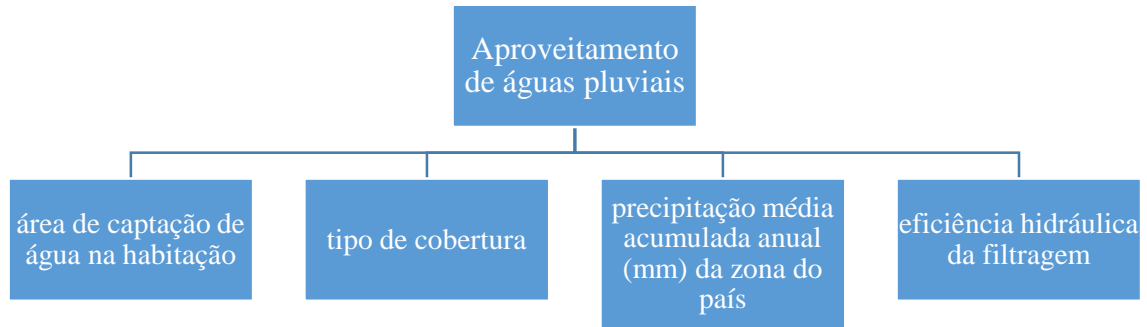 Aproveitamento
de águas pluviais
área de captação de
água na habitação
tipo de cobertura
precipitação média
acumulada anual
(mm) da zona do
país
eficiência hidráulica
da filtragem